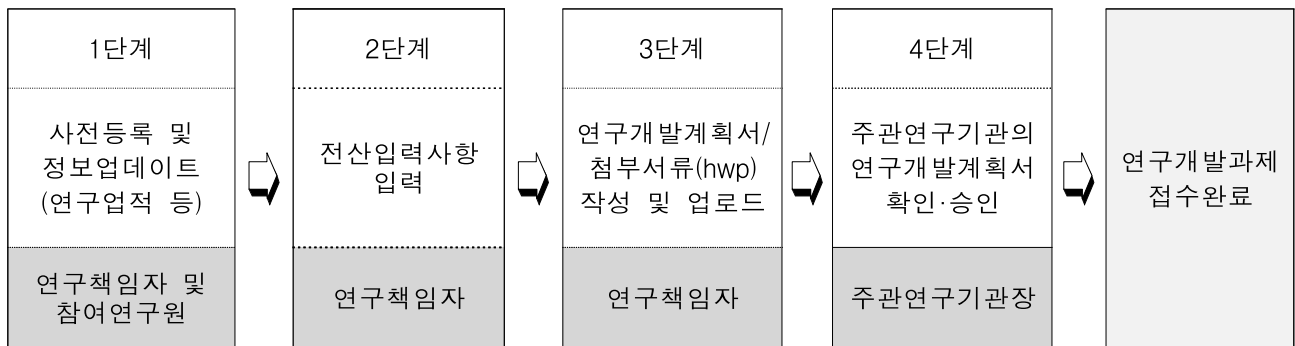 1단계
사전등록 및
정보업데이트
(연구업적 등)
연구책임자 및
참여연구원
2단계
전산입력사항
입력
연구책임자
3단계
연구개발계획서/
첨부서류(hwp)
작성 및 업로드
연구책임자
4단계
주관연구기관의
연구개발계획서
확인·승인
주관연구기관장
연구개발과제
접수완료